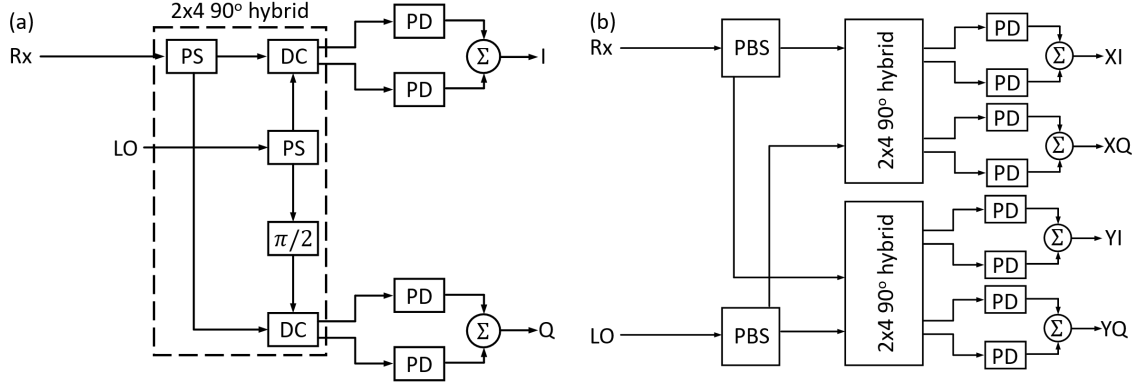 (a)
2x4 90° hybrid
Rx
PS
DC
PD
PD
Σ
I
LO
PS
π/2
DC
PD
PD
Σ
Q
(b)
Rx
PBS
LO
PBS
2x4 90° hybrid
PD
PD
Σ
XI
PD
PD
Σ
XQ
2x4 90° hybrid
PD
PD
Σ
YI
PD
PD
Σ
YQ